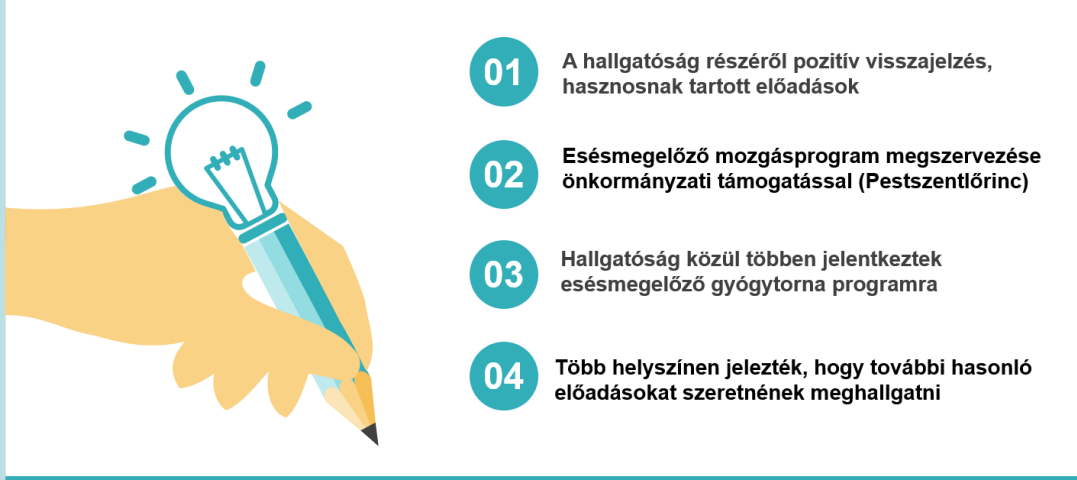 01
A hallgatóság részéről pozitív visszajelzés,
hasznosnak tartott előadások
02
Esésmegelőző mozgásprogram megszervezése
önkormányzati támogatással (Pestszentlőrinc)
03
Hallgatóság közül többen jelentkeztek
esésmegelőző gyógytorna programra
04
Több helyszínen jelezték, hogy további hasonló
előadásokat szeretnének meghallgatni